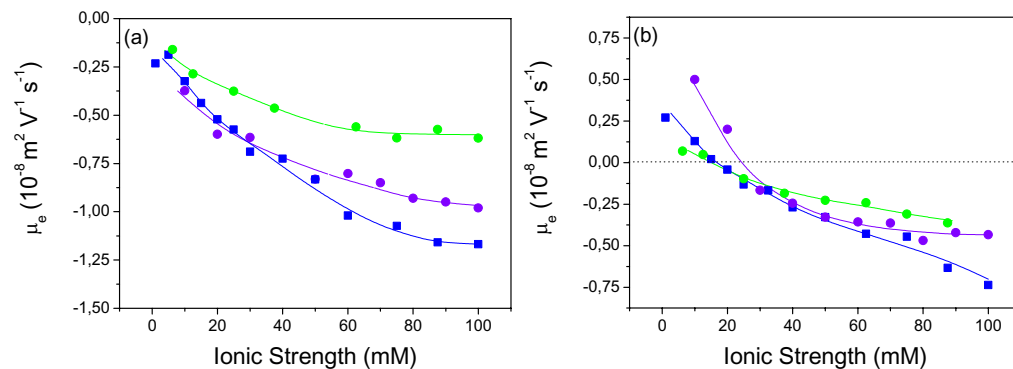 (a)
0,00
-0,25
-0,50
-0,75
-1,00
-1,25
-1,50
μe (10-8 m2 V-1 s-1)
0 20 40 60 80 100
Ionic Strength (mM)
(b)
0,75
0,50
0,25
0,00
-0,25
-0,50
-0,75
μe (10-8 m2 V-1 s-1)
0 20 40 60 80 100
Ionic Strength (mM)